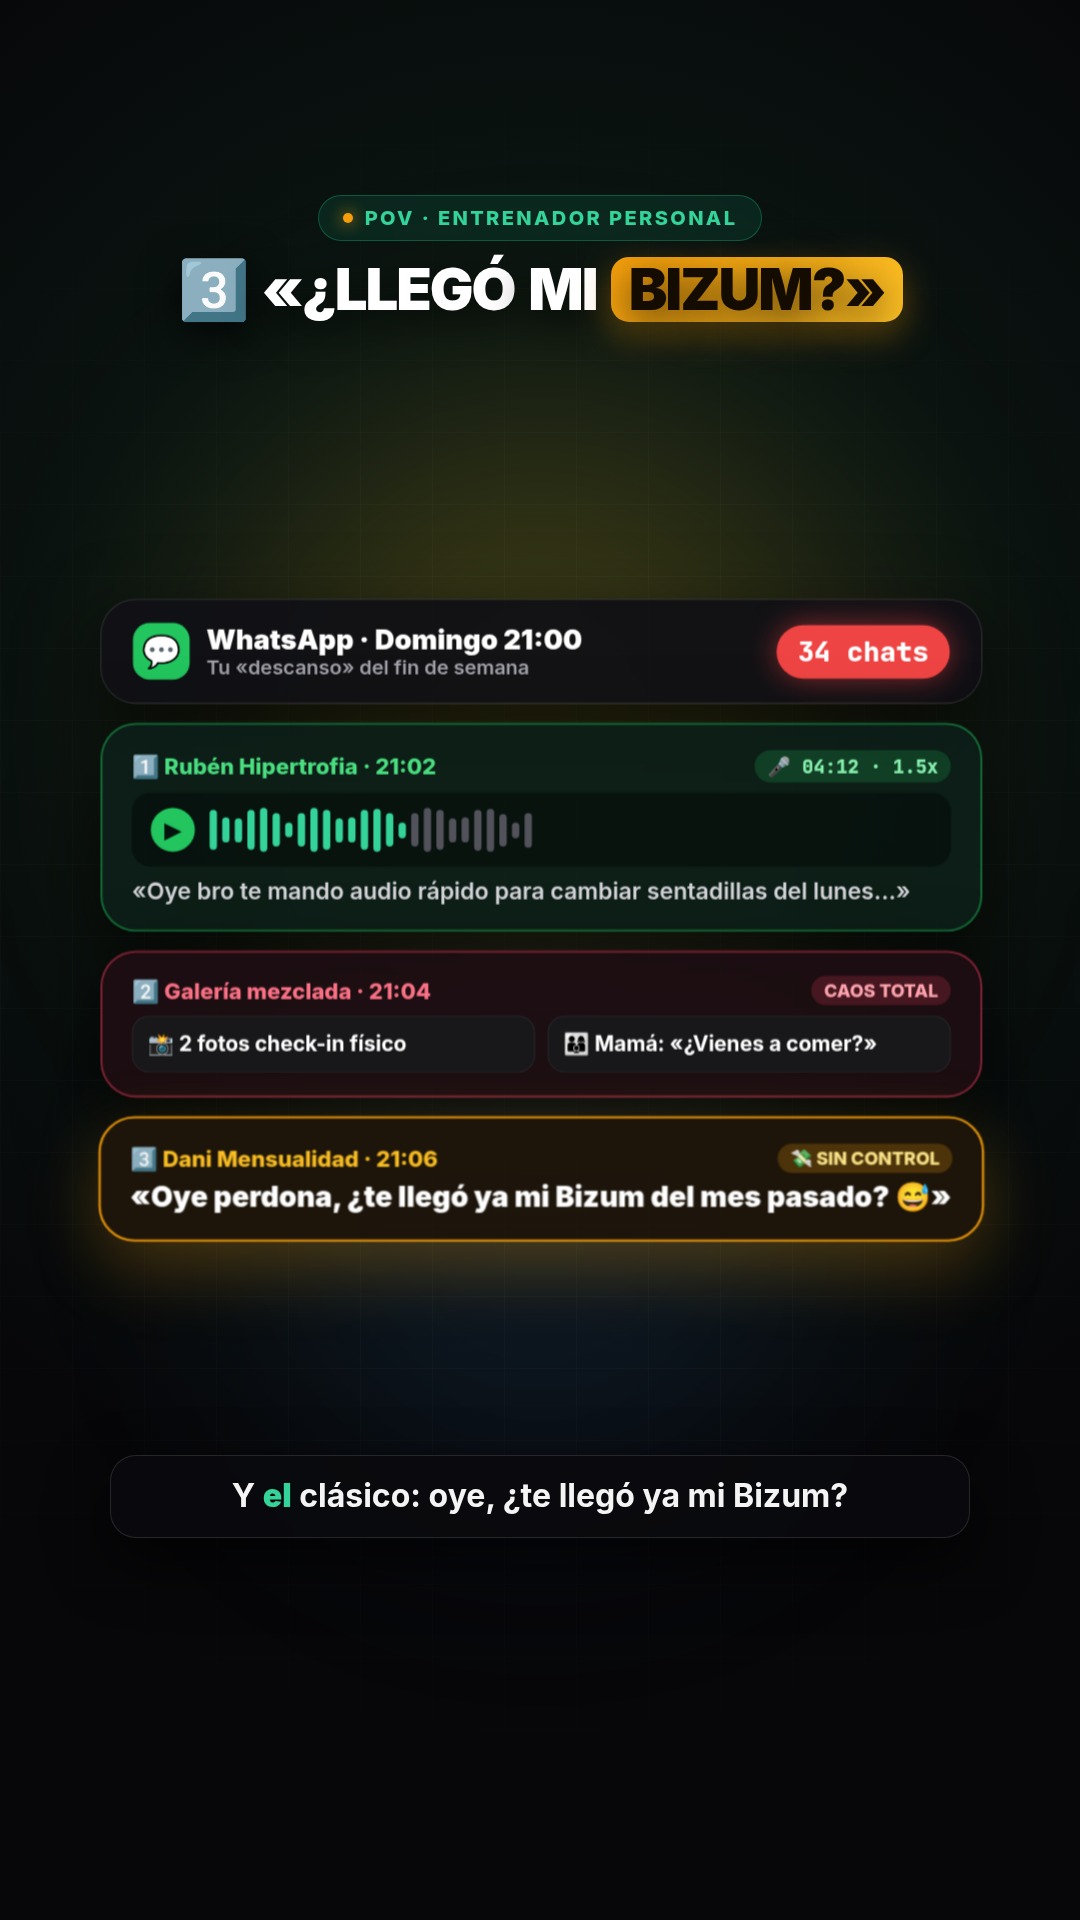 POV · ENTRENADOR PERSONAL
3️⃣ «¿LLEGÓ MI BIZUM?»
WhatsApp · Domingo 21:00
Tu «descanso» del fin de semana
34 chats
1️⃣ Rubén Hipertrofia · 21:02
🎤 04:12 · 1.5x
«Oye bro te mando audio rápido para cambiar sentadillas del lunes...»
2️⃣ Galería mezclada · 21:04
CAOS TOTAL
📸 2 fotos check-in físico
👨‍👩‍👦 Mamá: «¿Vienes a comer?»
3️⃣ Dani Mensualidad · 21:06
💸 SIN CONTROL
«Oye perdona, ¿te llegó ya mi Bizum del mes pasado? 😅»
Y el clásico: oye, ¿te llegó ya mi Bizum?